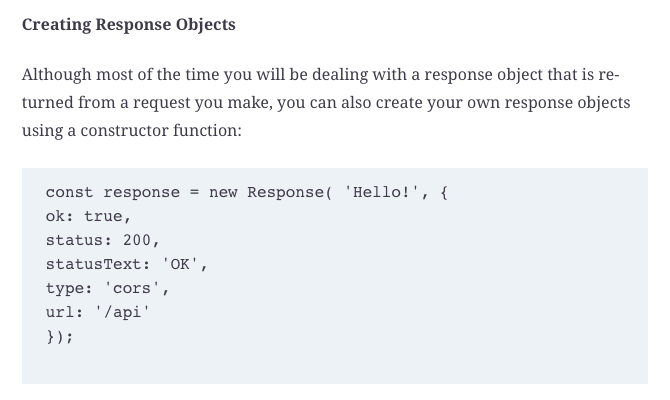 Creating Response Objects
Although most of the time you will be dealing with a response object that is re-
turned from a request you make, you can also create your own response objects
using a constructor function:
const response = new Response( 'Hello!', {
ok: true,
status: 200,
statusText: 'OK',
type: 'cors',
url: '/api'
});